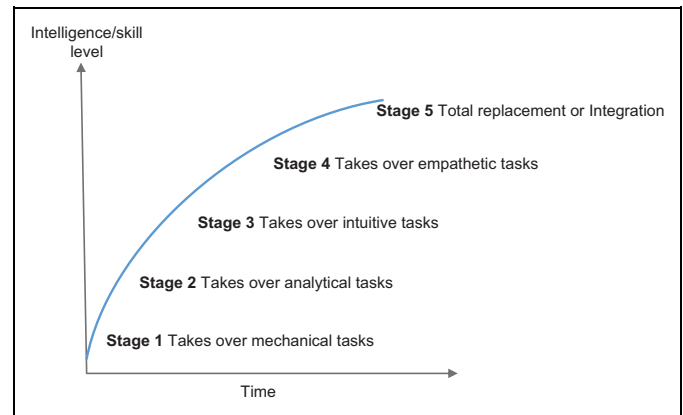 Intelligence/skill
level
Stage 5 Total replacement or Integration
Stage 4 Takes over empathetic tasks
Stage 3 Takes over intuitive tasks
Stage 2 Takes over analytical tasks
Stage 1 Takes over mechanical tasks
Time